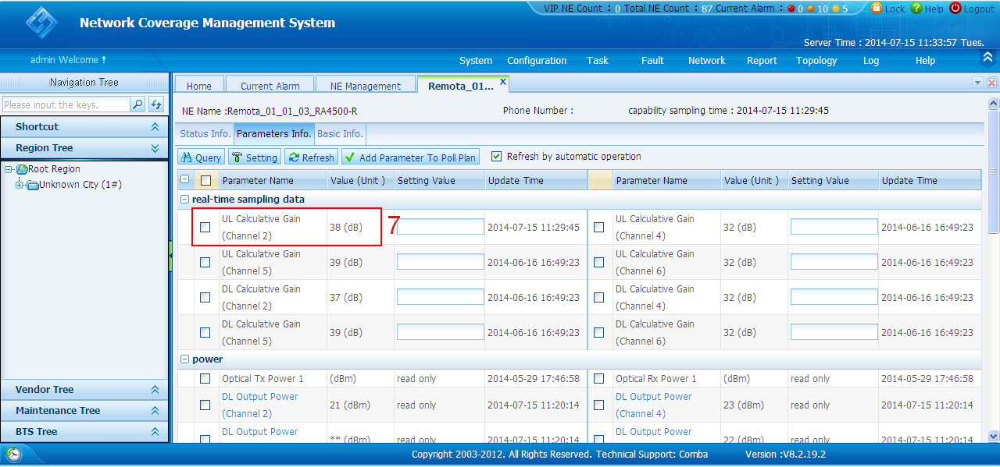 VIP NE Count : 0 Total NE Count : 87 Current Alarm : 0 10 5 Lock Help Logout
Network Coverage Management System
Server Time : 2014-07-15 11:33:57 Tues.
admin Welcome ! System Configuration Task Fault Network Report Topology Log Help
Navigation Tree Home Current Alarm NE Management Remota_01... X
Please input the keys.
NE Name :Remota_01_01_03_RA4500-R Phone Number : capability sampling time : 2014-07-15 11:29:45
Shortcut
Status Info. Parameters Info. Basic Info.
Region Tree
Query Setting Refresh Add Parameter To Poll Plan Refresh by automatic operation
Root Region
Unknown City (1#)
Parameter Name Value (Unit ) Setting Value Update Time Parameter Name Value (Unit ) Setting Value Update Time
real-time sampling data
UL Calculative Gain (Channel 2) 38 (dB) 7 2014-07-15 11:29:45 UL Calculative Gain (Channel 4) 32 (dB) 2014-06-16 16:49:23
UL Calculative Gain (Channel 5) 39 (dB) 2014-06-16 16:49:23 UL Calculative Gain (Channel 6) 32 (dB) 2014-06-16 16:49:23
DL Calculative Gain (Channel 2) 37 (dB) 2014-06-16 16:49:23 DL Calculative Gain (Channel 4) 32 (dB) 2014-06-16 16:49:23
DL Calculative Gain (Channel 5) 39 (dB) 2014-06-16 16:49:23 DL Calculative Gain (Channel 6) 32 (dB) 2014-06-16 16:49:23
power
Optical Tx Power 1 (dBm) read only 2014-05-29 17:46:58 Optical Rx Power 1 (dBm) read only 2014-05-29 17:46:58
DL Output Power (Channel 2) 21 (dBm) read only 2014-07-15 11:20:14 DL Output Power (Channel 4) 23 (dBm) read only 2014-07-15 11:20:14
DL Output Power ** (dBm) read only 2014-07-15 11:20:14 DL Output Power 22 (dBm) read only 2014-07-15 11:20:14
Vendor Tree
Maintenance Tree
BTS Tree
Copyright 2003-2012. All Rights Reserved. Technical Support: Comba Version :V8.2.19.2